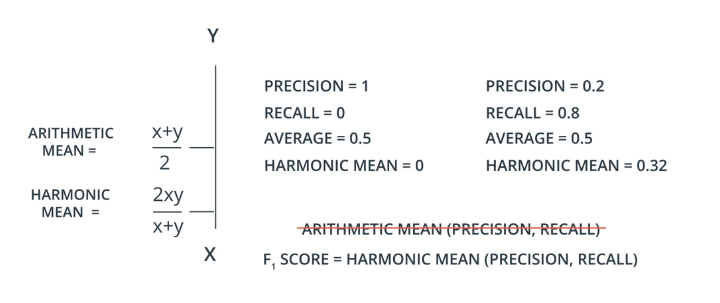 Y
ARITHMETIC
MEAN =
x+y
2
HARMONIC
MEAN =
2xy
x+y
X
PRECISION = 1
RECALL = 0
AVERAGE = 0.5
HARMONIC MEAN = 0
PRECISION = 0.2
RECALL = 0.8
AVERAGE = 0.5
HARMONIC MEAN = 0.32
ARITHMETIC MEAN (PRECISION, RECALL)
F₁ SCORE = HARMONIC MEAN (PRECISION, RECALL)